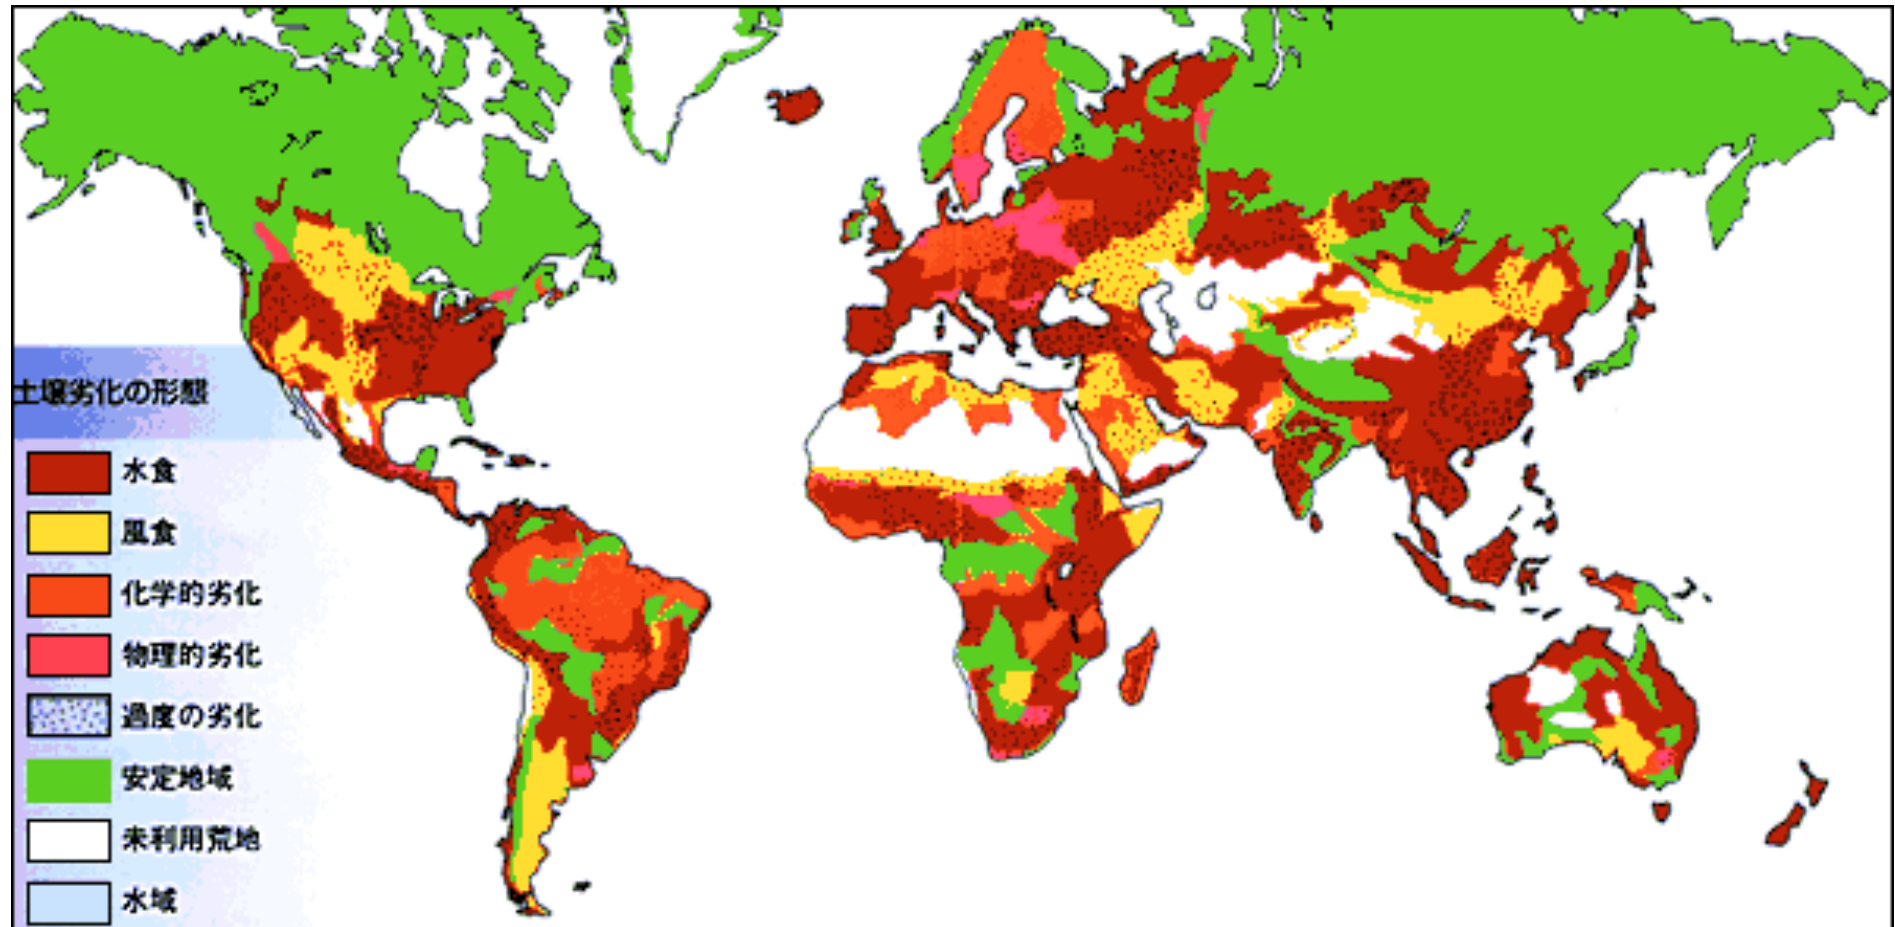 土壌劣化の形態
水食
風食
化学的劣化
物理的劣化
過度の劣化
安定地域
未利用荒地
水域